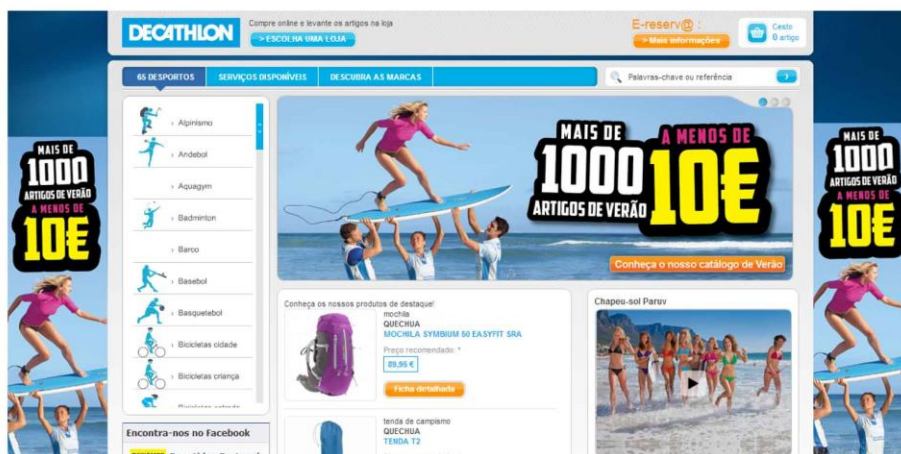 DECATHLON
Compre online e levante os artigos na loja
> ESCOLHA UMA LOJA
E-reserv@ :
> Mais informações
Cesto
0 artigo
65 DESPORTOS
SERVIÇOS DISPONÍVEIS
DESCUBRA AS MARCAS
Palavras-chave ou referência
› Alpinismo
› Andebol
› Aquagym
› Badminton
› Barco
› Basebol
› Basquetebol
› Bicicletas cidade
› Bicicletas criança
Encontra-nos no Facebook
MAIS DE
1000
ARTIGOS DE VERÃO
A MENOS DE
10€
MAIS DE
1000
ARTIGOS DE VERÃO
A MENOS DE
10€
Conheça o nosso catálogo de Verão
Conheça os nossos produtos de destaque!
mochila
QUECHUA
MOCHILA SYMBIUM 50 EASYFIT SRA
Preço recomendado: *
89,95 €
Ficha detalhada
tenda de campismo
QUECHUA
TENDA T2
Chapeu-sol Paruv
MAIS DE
1000
ARTIGOS DE VERÃO
A MENOS DE
10€